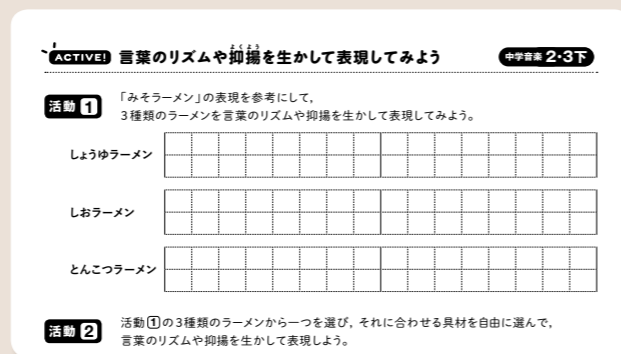 ACTIVE! 言葉のリズムや抑揚を生かして表現してみよう 中学音楽 2・3下
よくよう
活動 1 「みそラーメン」の表現を参考にして,
3種類のラーメンを言葉のリズムや抑揚を生かして表現してみよう。
しょうゆラーメン
しおラーメン
とんこつラーメン
活動 2 活動1の3種類のラーメンから一つを選び, それに合わせる具材を自由に選んで,
言葉のリズムや抑揚を生かして表現しよう。